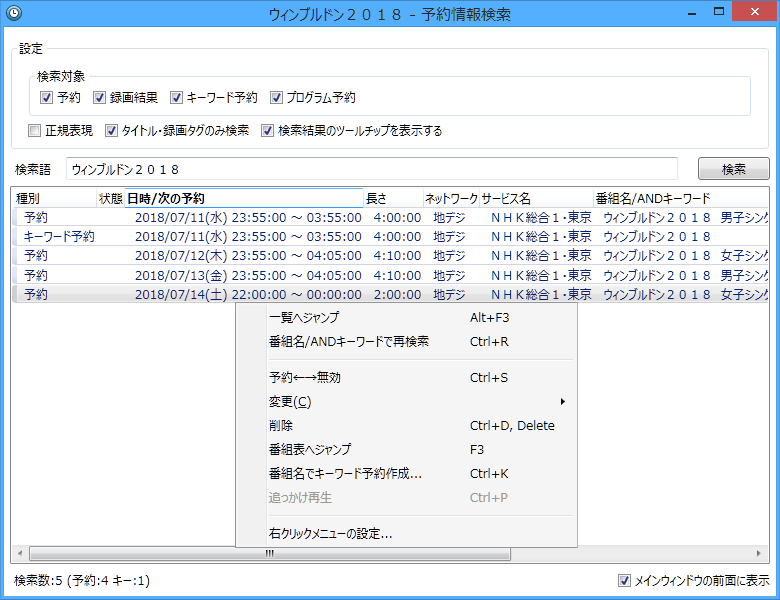 ウィンブルドン２０１８ - 予約情報検索
設定
検索対象
予約 録画結果 キーワード予約 プログラム予約
正規表現 タイトル・録画タグのみ検索 検索結果のツールチップを表示する
検索語 ウィンブルドン２０１８ 検索
種別 状態 日時/次の予約 長さ ネットワーク サービス名 番組名/ANDキーワード
予約 2018/07/11(水) 23:55:00 ～ 03:55:00 4:00:00 地デジ ＮＨＫ総合１・東京 ウィンブルドン２０１８ 男子シング
キーワード予約 2018/07/11(水) 23:55:00 ～ 03:55:00 4:00:00 地デジ ＮＨＫ総合１・東京 ウィンブルドン２０１８
予約 2018/07/12(木) 23:55:00 ～ 04:05:00 4:10:00 地デジ ＮＨＫ総合１・東京 ウィンブルドン２０１８ 女子シング
予約 2018/07/13(金) 23:55:00 ～ 04:05:00 4:10:00 地デジ ＮＨＫ総合１・東京 ウィンブルドン２０１８ 男子シング
予約 2018/07/14(土) 22:00:00 ～ 00:00:00 2:00:00 地デジ ＮＨＫ総合１・東京 ウィンブルドン２０１８ 女子シング
一覧へジャンプ Alt+F3
番組名/ANDキーワードで再検索 Ctrl+R
予約←→無効 Ctrl+S
変更(C)
削除 Ctrl+D, Delete
番組表へジャンプ F3
番組名でキーワード予約作成... Ctrl+K
追っかけ再生 Ctrl+P
右クリックメニューの設定...
検索数:5 (予約:4 キー:1) メインウィンドウの前面に表示